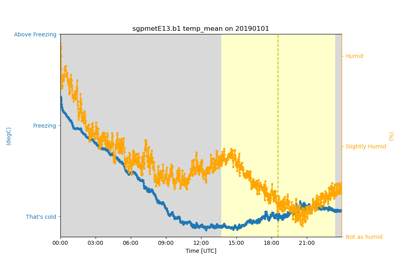 sgpmetE13.b1 temp_mean on 20190101
Above Freezing
Freezing
That's cold
(degC)
Humid
Slightly Humid
Not as humid
(%)
00:00 03:00 06:00 09:00 12:00 15:00 18:00 21:00
Time [UTC]